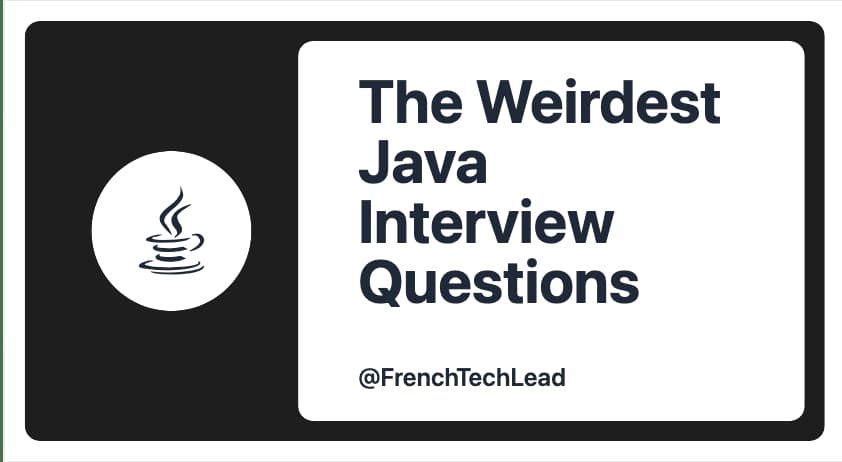 The Weirdest
Java
Interview
Questions
@FrenchTechLead